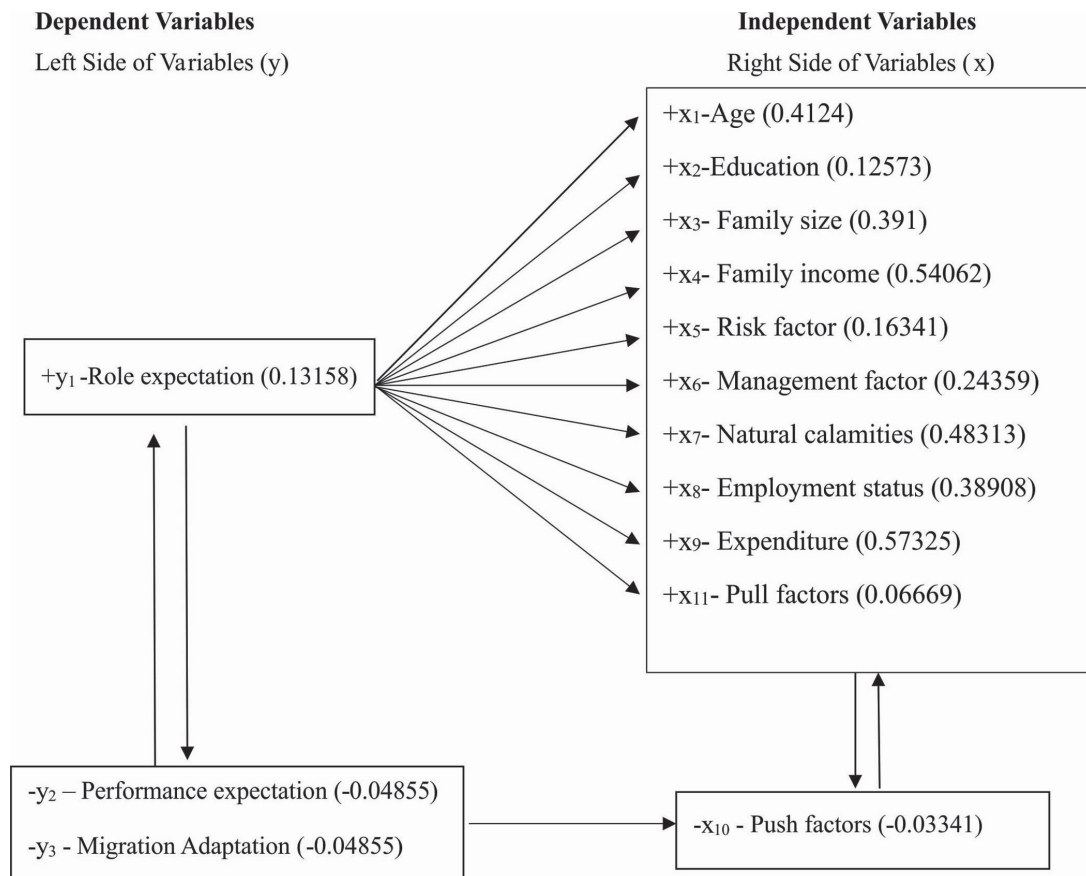 Dependent Variables
Left Side of Variables (y)
Independent Variables
Right Side of Variables (x)
+y₁ -Role expectation (0.13158)
+x₁-Age (0.4124)
+x₂-Education (0.12573)
+x₃- Family size (0.391)
+x₄- Family income (0.54062)
+x₅- Risk factor (0.16341)
+x₆- Management factor (0.24359)
+x₇- Natural calamities (0.48313)
+x₈- Employment status (0.38908)
+x₉- Expenditure (0.57325)
+x₁₁- Pull factors (0.06669)
-y₂ – Performance expectation (-0.04855)
-y₃ - Migration Adaptation (-0.04855)
-x₁₀ - Push factors (-0.03341)